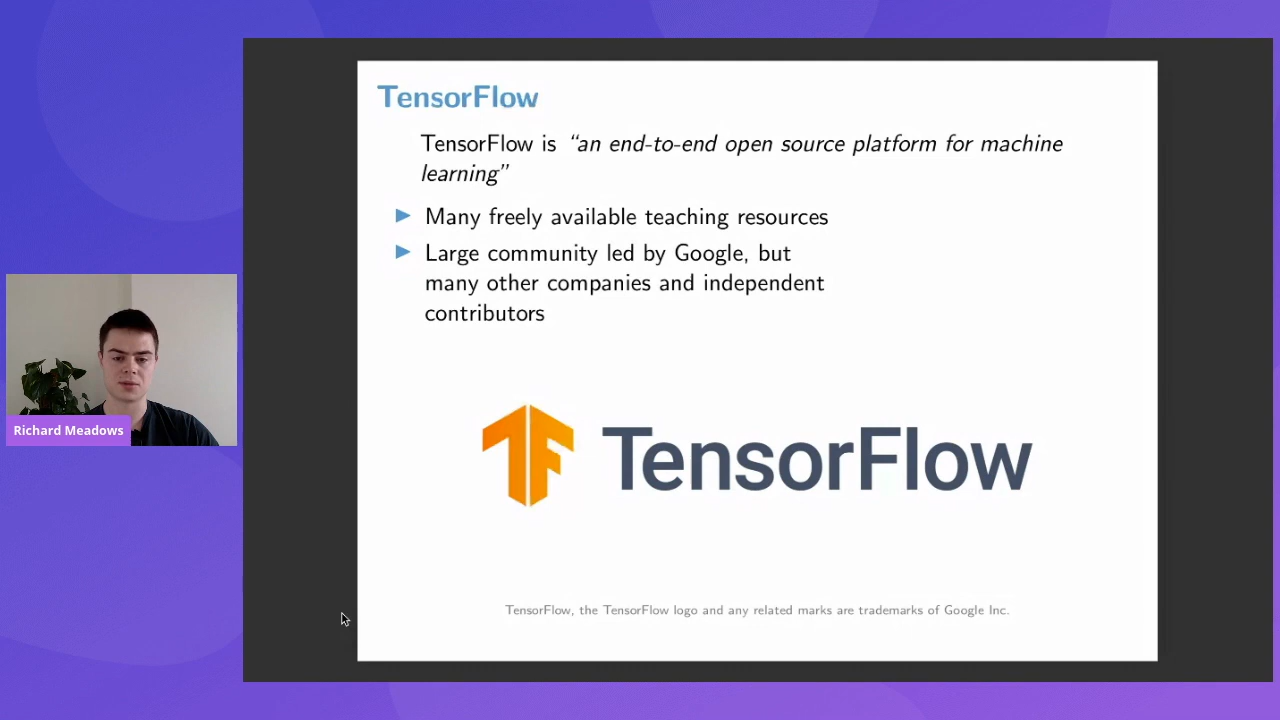 TensorFlow
TensorFlow is “an end-to-end open source platform for machine
learning”
Many freely available teaching resources
Large community led by Google, but
many other companies and independent
contributors
Richard Meadows
TensorFlow
TensorFlow, the TensorFlow logo and any related marks are trademarks of Google Inc.